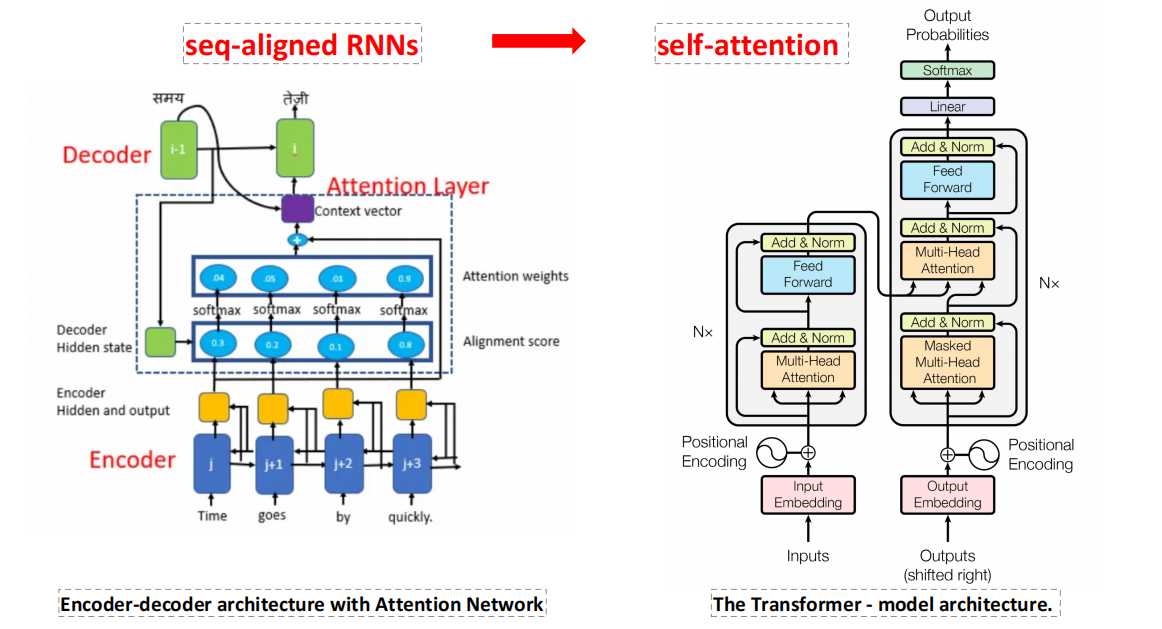 seq-aligned RNNs
self-attention
समय
तेज़ी
i-1
i
Decoder
Attention Layer
Context vector
+
.04
.05
.01
0.9
Attention weights
softmax
softmax
softmax
softmax
Decoder
Hidden state
0.3
0.2
0.1
0.8
Alignment score
Encoder
Hidden and output
Encoder
j
j+1
j+2
j+3
Time
goes
by
quickly.
Encoder-decoder architecture with Attention Network
Output
Probabilities
Softmax
Linear
Add & Norm
Feed
Forward
Add & Norm
Multi-Head
Attention
Add & Norm
Masked
Multi-Head
Attention
N×
Add & Norm
Feed
Forward
N×
Add & Norm
Multi-Head
Attention
Positional
Encoding
Positional
Encoding
Input
Embedding
Output
Embedding
Inputs
Outputs
(shifted right)
The Transformer - model architecture.